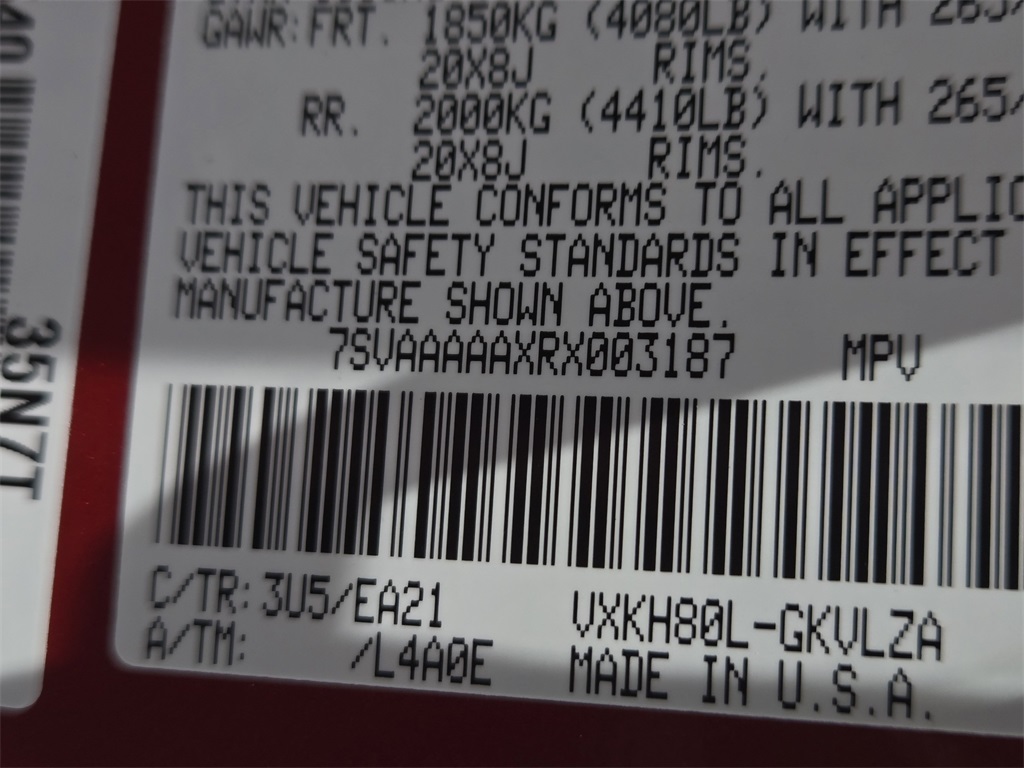 GAWR: FRT. 1850KG (4080LB) WITH 265/
20X8J RIMS.
RR. 2000KG (4410LB) WITH 265/
20X8J RIMS.
THIS VEHICLE CONFORMS TO ALL APPLIC
VEHICLE SAFETY STANDARDS IN EFFECT
MANUFACTURE SHOWN ABOVE.
7SVAAAAAXRX003187 MPV
C/TR: 3U5/EA21 VXKH80L-GKVLZA
A/TM: /L4A0E MADE IN U.S.A.
35N7T